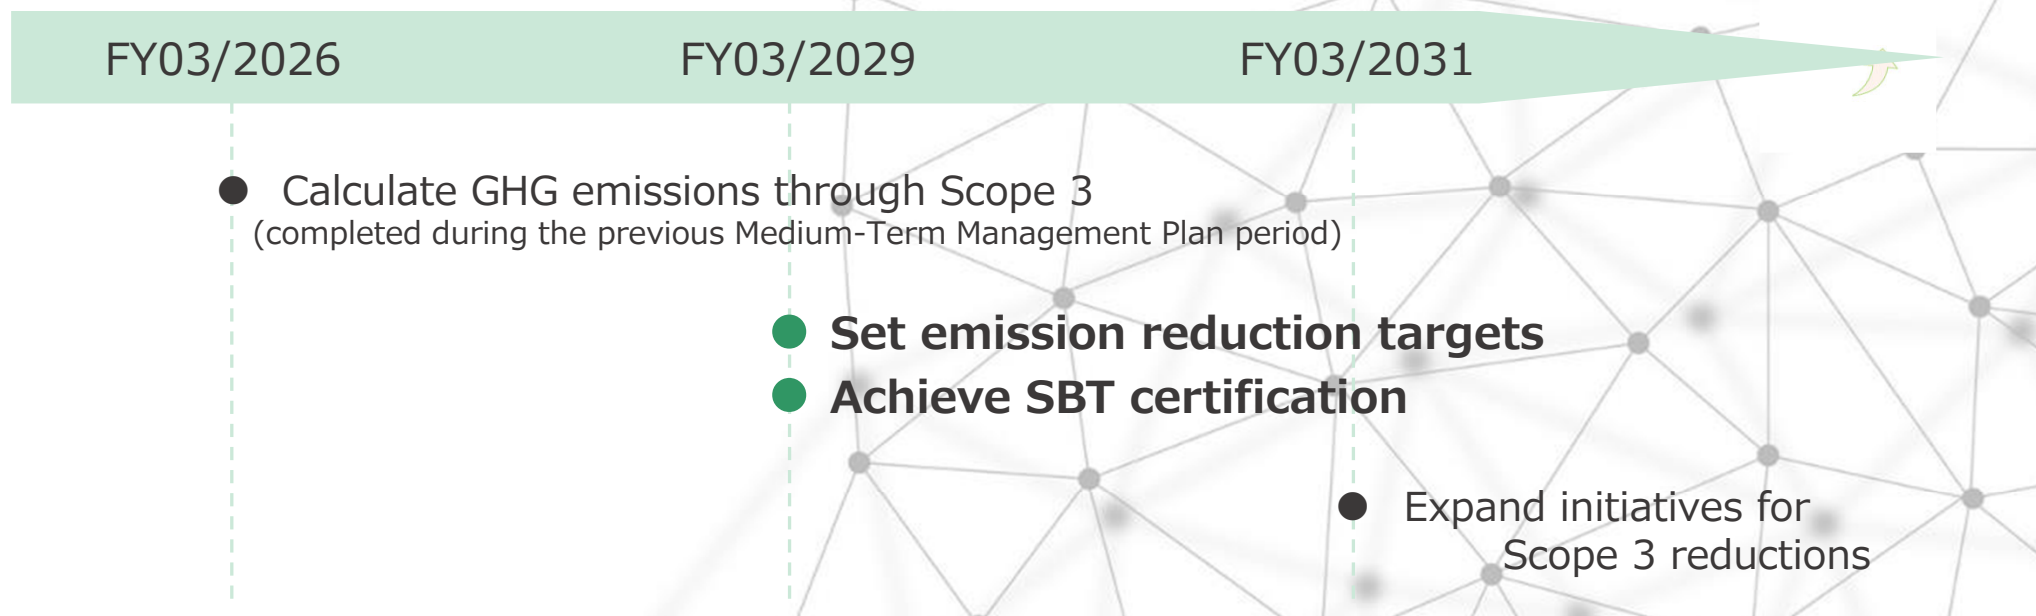 FY03/2026 FY03/2029 FY03/2031
● Calculate GHG emissions through Scope 3
(completed during the previous Medium-Term Management Plan period)
● Set emission reduction targets
● Achieve SBT certification
● Expand initiatives for
Scope 3 reductions